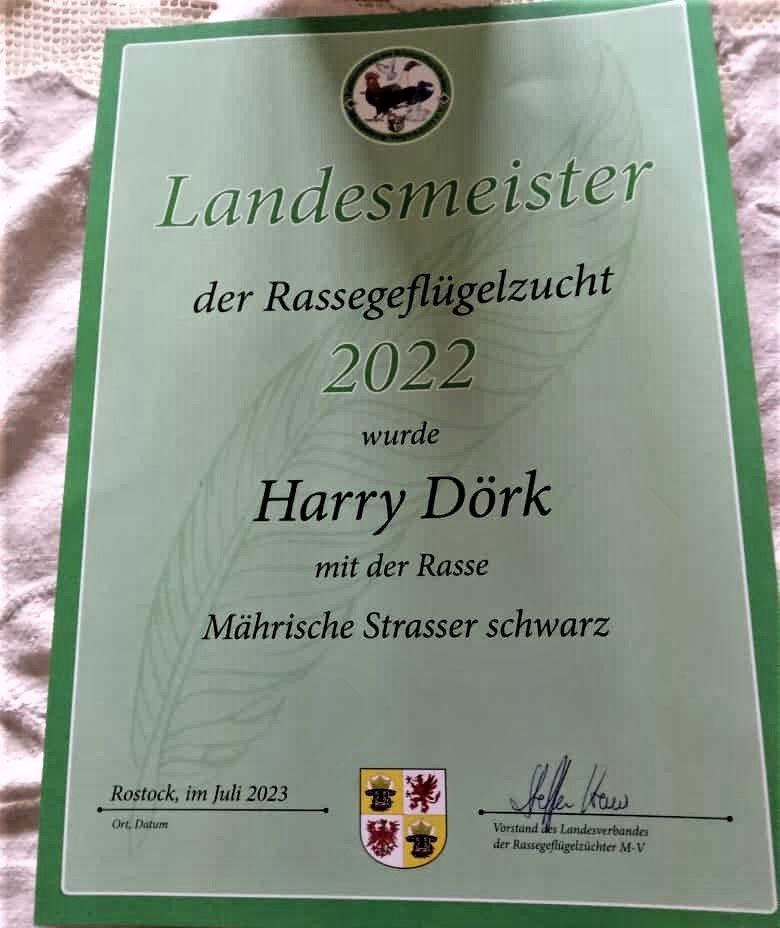 Landesmeister
der Rassegeflügelzucht
2022
wurde
Harry Dörk
mit der Rasse
Mährische Strasser schwarz
Rostock, im Juli 2023
Ort, Datum
Steffen
Vorstand des Landesverbandes
der Rassegeflügelzüchter M-V